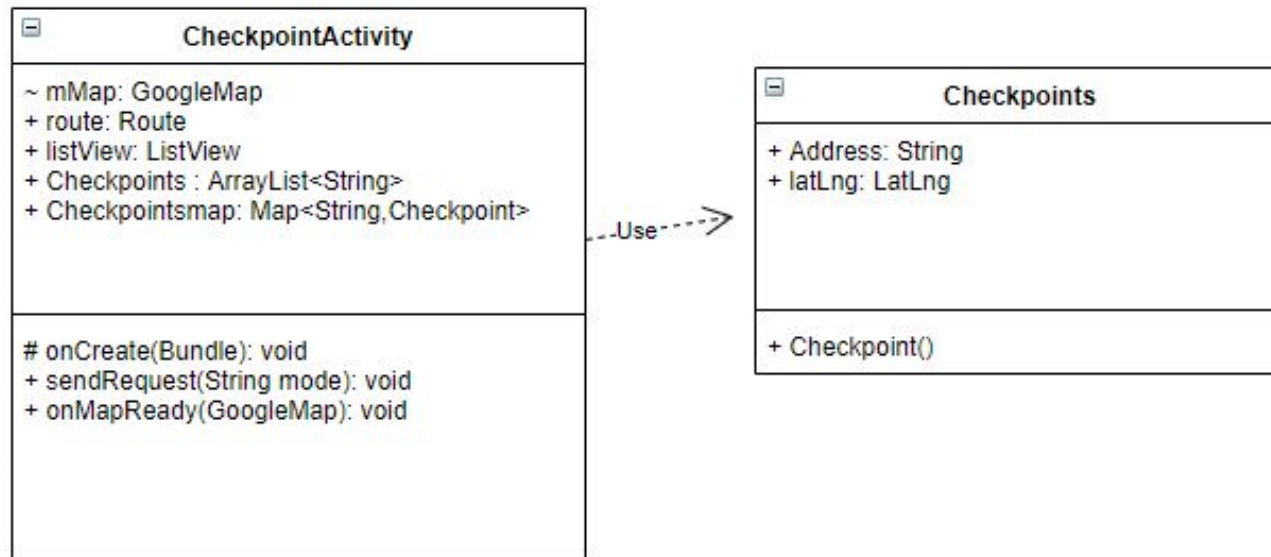 CheckpointActivity
~ mMap: GoogleMap
+ route: Route
+ listView: ListView
+ Checkpoints : ArrayList<String>
+ Checkpointsmap: Map<String,Checkpoint>
# onCreate(Bundle): void
+ sendRequest(String mode): void
+ onMapReady(GoogleMap): void
Use
Checkpoints
+ Address: String
+ latLng: LatLng
+ Checkpoint()